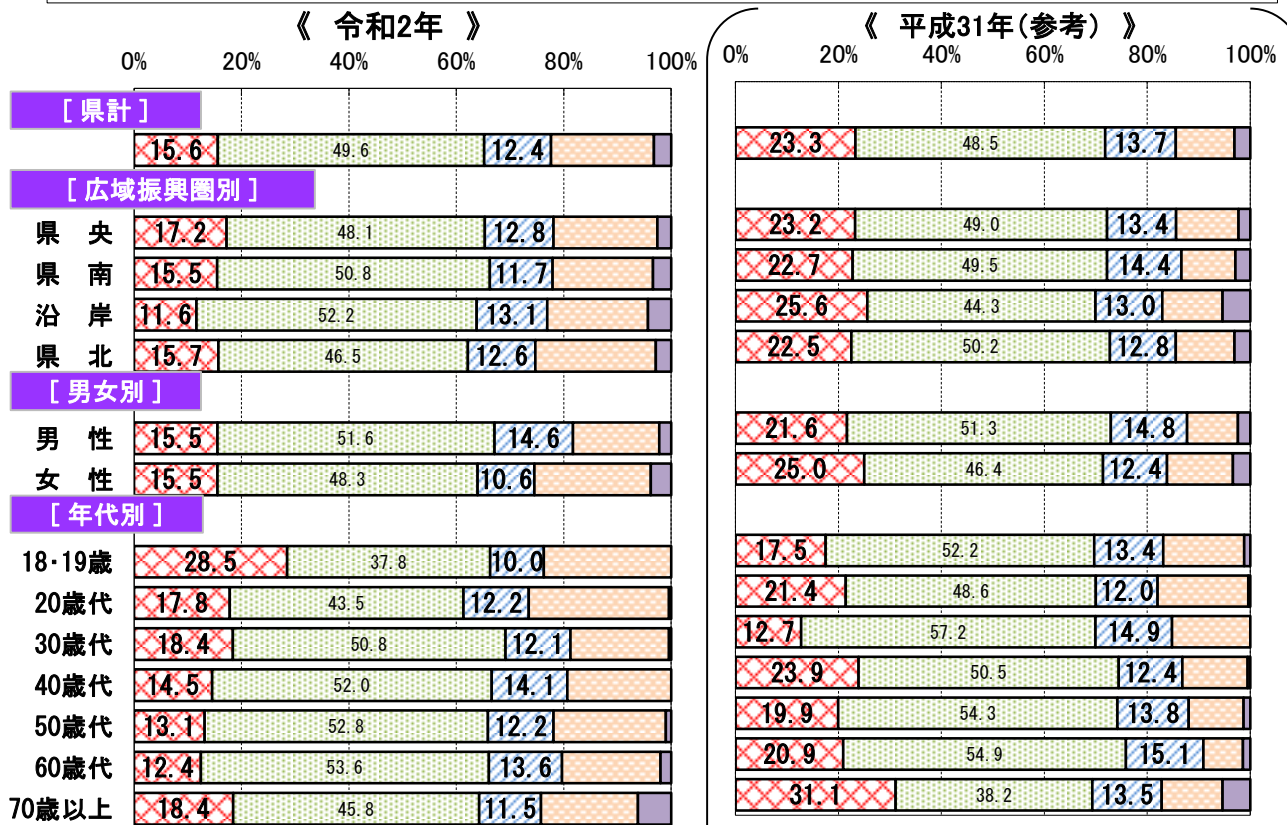 《 令和2年 》
《 平成31年(参考) 》
0% 20% 40% 60% 80% 100%
0% 20% 40% 60% 80% 100%
[ 県計 ]
15.6 49.6 12.4
23.3 48.5 13.7
[ 広域振興圏別 ]
県 央 17.2 48.1 12.8
23.2 49.0 13.4
県 南 15.5 50.8 11.7
22.7 49.5 14.4
沿 岸 11.6 52.2 13.1
25.6 44.3 13.0
県 北 15.7 46.5 12.6
22.5 50.2 12.8
[ 男女別 ]
男 性 15.5 51.6 14.6
21.6 51.3 14.8
女 性 15.5 48.3 10.6
25.0 46.4 12.4
[ 年代別 ]
18・19歳 28.5 37.8 10.0
17.5 52.2 13.4
20歳代 17.8 43.5 12.2
21.4 48.6 12.0
30歳代 18.4 50.8 12.1
12.7 57.2 14.9
40歳代 14.5 52.0 14.1
23.9 50.5 12.4
50歳代 13.1 52.8 12.2
19.9 54.3 13.8
60歳代 12.4 53.6 13.6
20.9 54.9 15.1
70歳以上 18.4 45.8 11.5
31.1 38.2 13.5